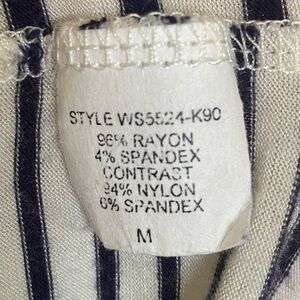 STYLE WS5524-K90
96% RAYON
4% SPANDEX
CONTRAST
94% NYLON
6% SPANDEX
M